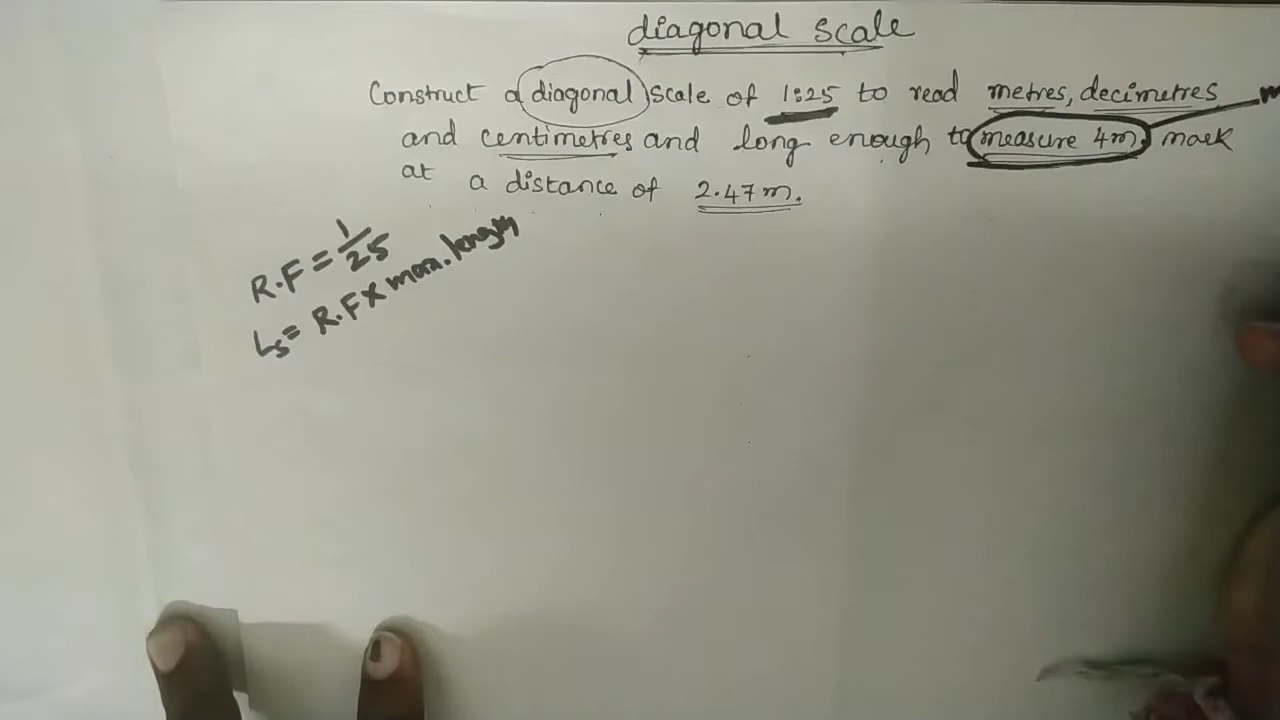 diagonal scale
Construct a diagonal scale of 1:25 to read metres, decimetres
and centimetres and long enough to measure 4m. mark
at a distance of 2.47m.
R.F = 1/25
Ls = R.F x max. length